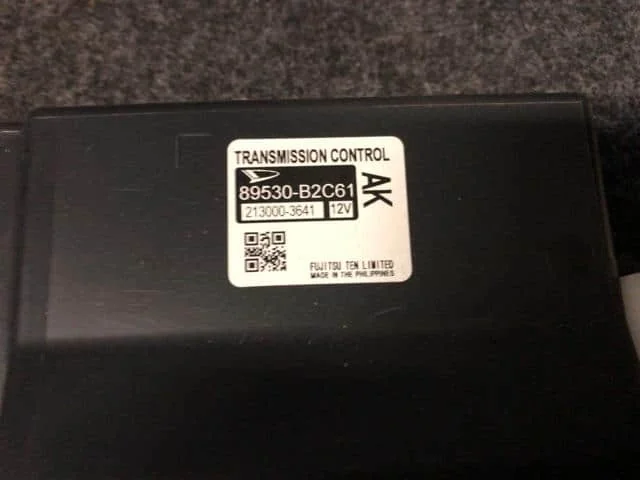 TRANSMISSION CONTROL
89530-B2C61
213000-3641 12V
AK
FUJITSU TEN LIMITED
MADE IN THE PHILIPPINES